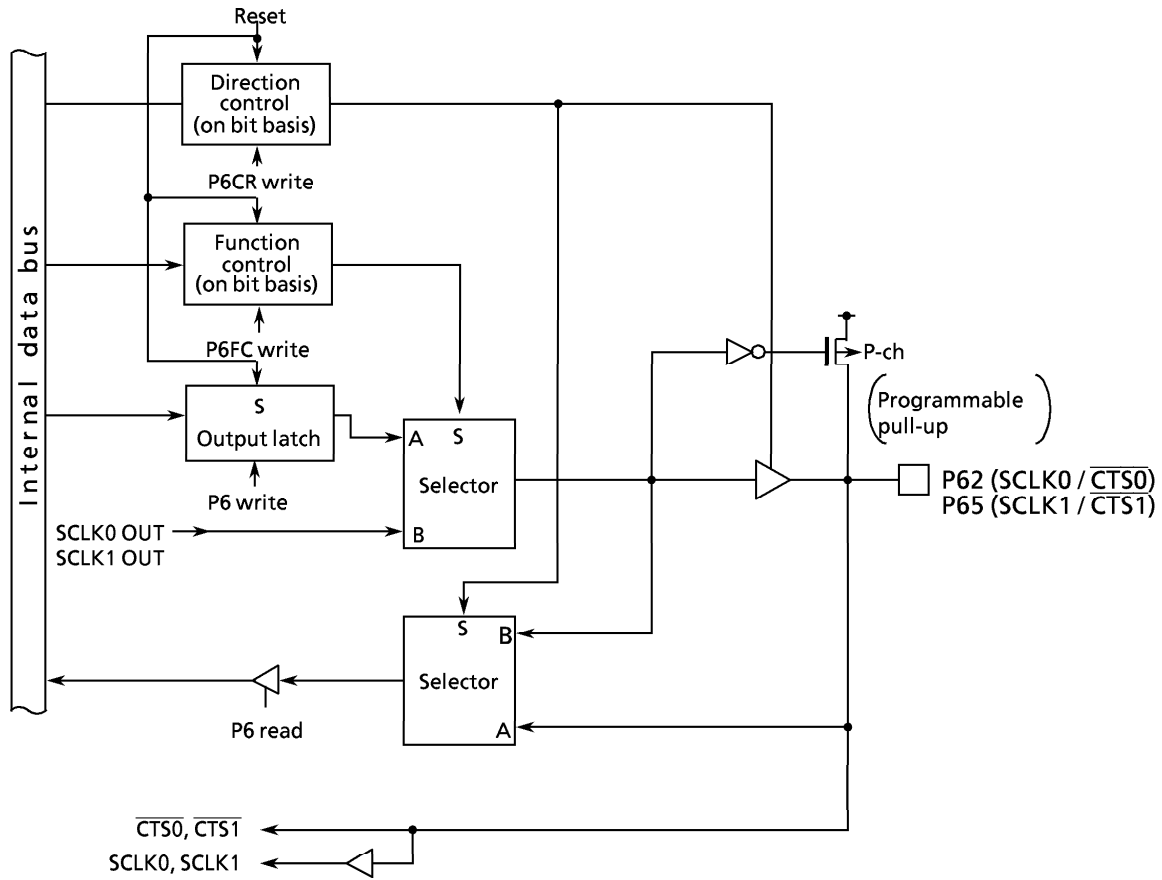 Reset
Direction
control
(on bit basis)
P6CR write
Internal data bus
Function
control
(on bit basis)
P6FC write
P-ch
S
Output latch
Programmable
pull-up
A
S
Selector
P62 (SCLK0 / CTS0)
P65 (SCLK1 / CTS1)
P6 write
SCLK0 OUT
B
SCLK1 OUT
S
B
Selector
P6 read
A
CTS0, CTS1
SCLK0, SCLK1